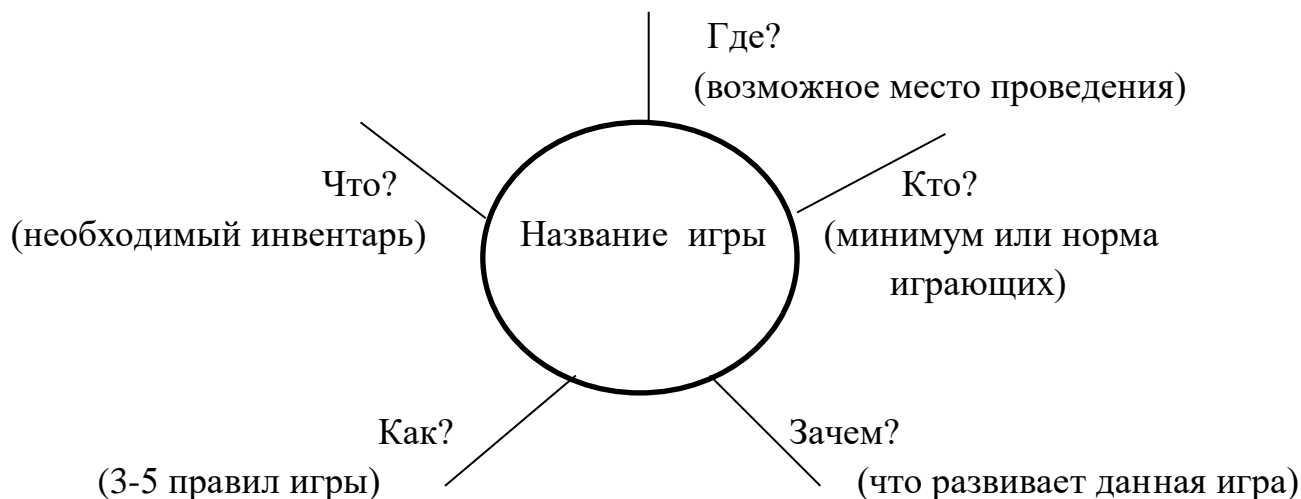 Где?
(возможное место проведения)
Что?
(необходимый инвентарь)
Название игры
Кто?
(минимум или норма
играющих)
Как?
(3-5 правил игры)
Зачем?
(что развивает данная игра)